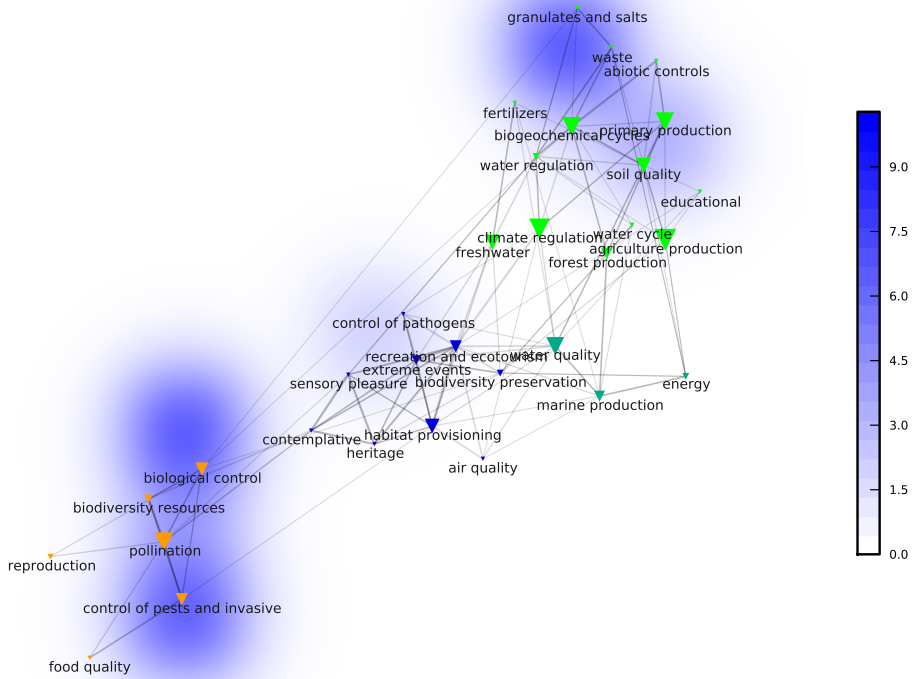 granulates and salts
waste
abiotic controls
fertilizers
biogeochemical cycles
primary production
water regulation
soil quality
educational
climate regulation
water cycle
freshwater
agriculture production
forest production
control of pathogens
recreation and ecotourism
water quality
extreme events
sensory pleasure
biodiversity preservation
energy
marine production
contemplative
habitat provisioning
heritage
air quality
biological control
biodiversity resources
pollination
reproduction
control of pests and invasive
food quality
9.0
7.5
6.0
4.5
3.0
1.5
0.0